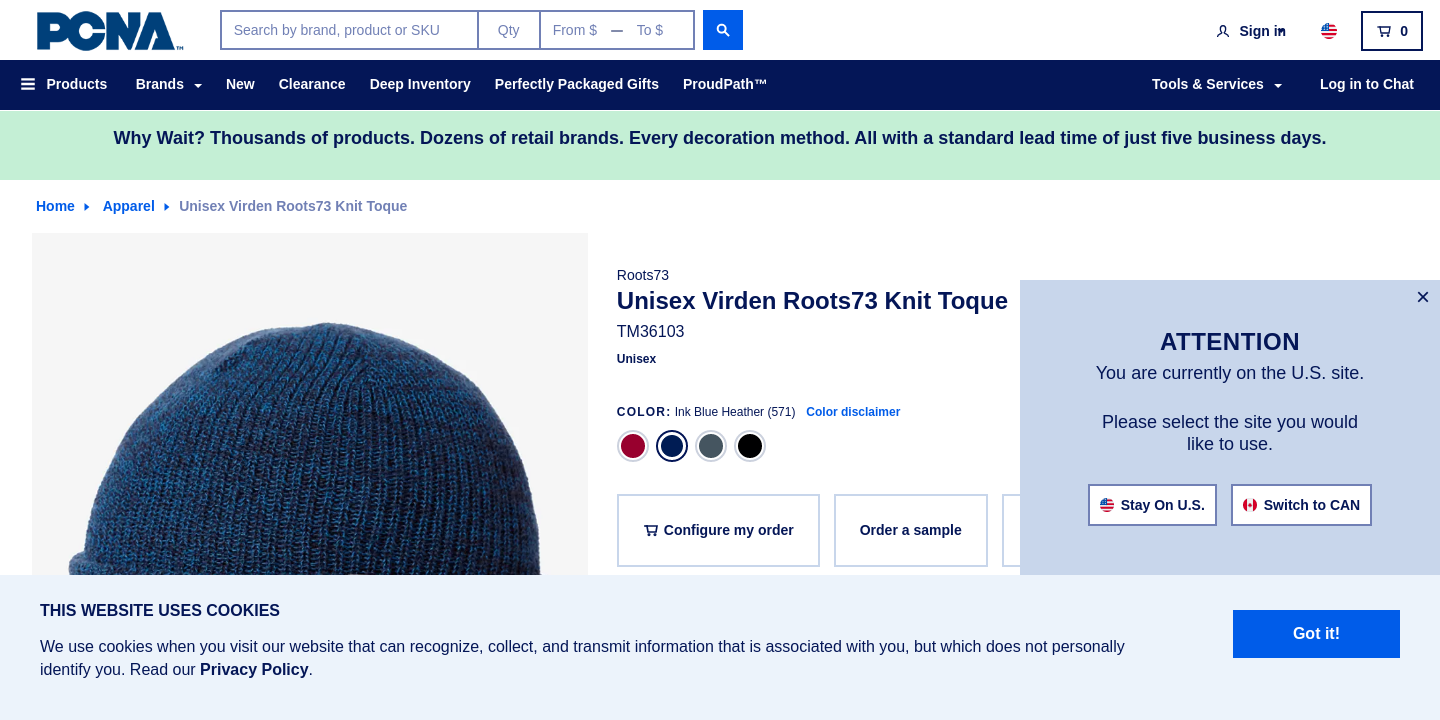 PCNA™
Search by brand, product or SKU
Qty
From $ — To $
Sign in
0
Products
Brands
New
Clearance
Deep Inventory
Perfectly Packaged Gifts
ProudPath™
Tools & Services
Log in to Chat
Why Wait? Thousands of products. Dozens of retail brands. Every decoration method. All with a standard lead time of just five business days.
Home
Apparel
Unisex Virden Roots73 Knit Toque
Roots73
Unisex Virden Roots73 Knit Toque
TM36103
Unisex
COLOR: Ink Blue Heather (571) Color disclaimer
Configure my order
Order a sample
×
ATTENTION
You are currently on the U.S. site.
Please select the site you would
like to use.
Stay On U.S.
Switch to CAN
THIS WEBSITE USES COOKIES
We use cookies when you visit our website that can recognize, collect, and transmit information that is associated with you, but which does not personally
identify you. Read our Privacy Policy.
Got it!